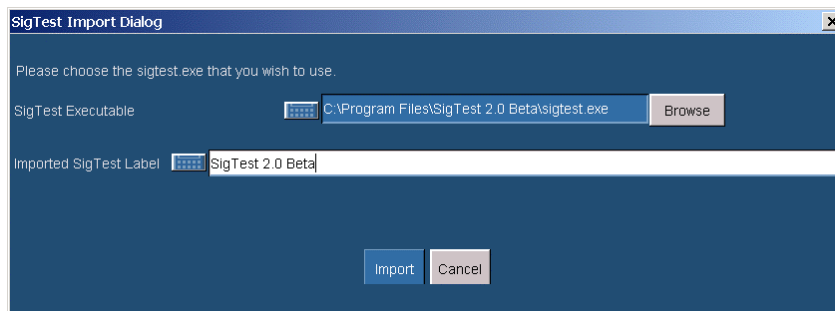 SigTest Import Dialog
Please choose the sigtest.exe that you wish to use.
SigTest Executable C:\Program Files\SigTest 2.0 Beta\sigtest.exe Browse
Imported SigTest Label SigTest 2.0 Beta
Import Cancel